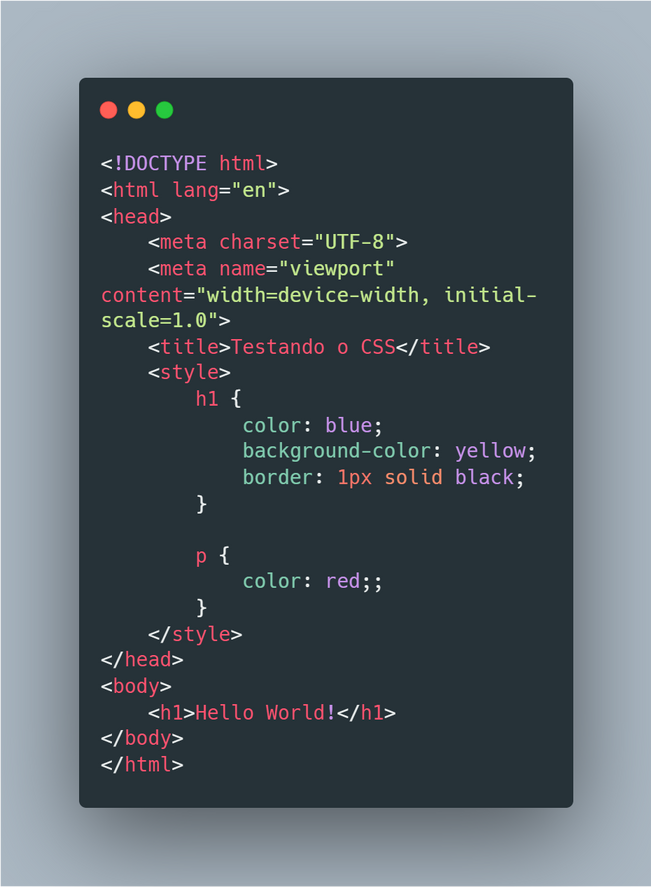 <!DOCTYPE html>
<html lang="en">
<head>
    <meta charset="UTF-8">
    <meta name="viewport"
content="width=device-width, initial-
scale=1.0">
    <title>Testando o CSS</title>
    <style>
        h1 {
            color: blue;
            background-color: yellow;
            border: 1px solid black;
        }

        p {
            color: red;;
        }
    </style>
</head>
<body>
    <h1>Hello World!</h1>
</body>
</html>